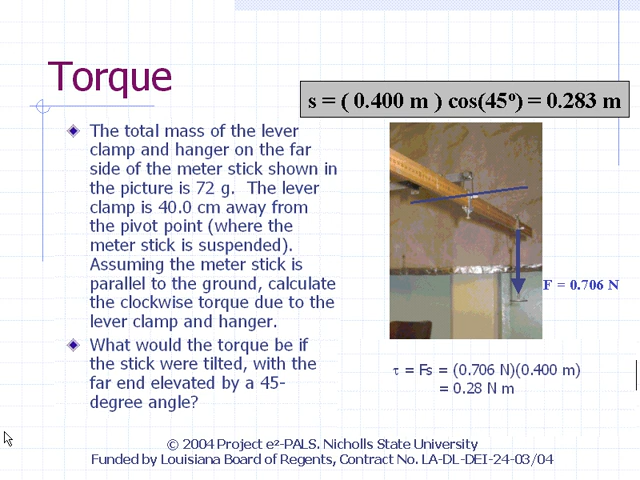 Torque
s = ( 0.400 m ) cos(45º) = 0.283 m
The total mass of the lever
clamp and hanger on the far
side of the meter stick shown in
the picture is 72 g.  The lever
clamp is 40.0 cm away from
the pivot point (where the
meter stick is suspended).
Assuming the meter stick is
parallel to the ground, calculate
the clockwise torque due to the
lever clamp and hanger.
What would the torque be if
the stick were tilted, with the
far end elevated by a 45-
degree angle?
F = 0.706 N
τ = Fs = (0.706 N)(0.400 m)
= 0.28 N m
© 2004 Project e²-PALS. Nicholls State University
Funded by Louisiana Board of Regents, Contract No. LA-DL-DEI-24-03/04